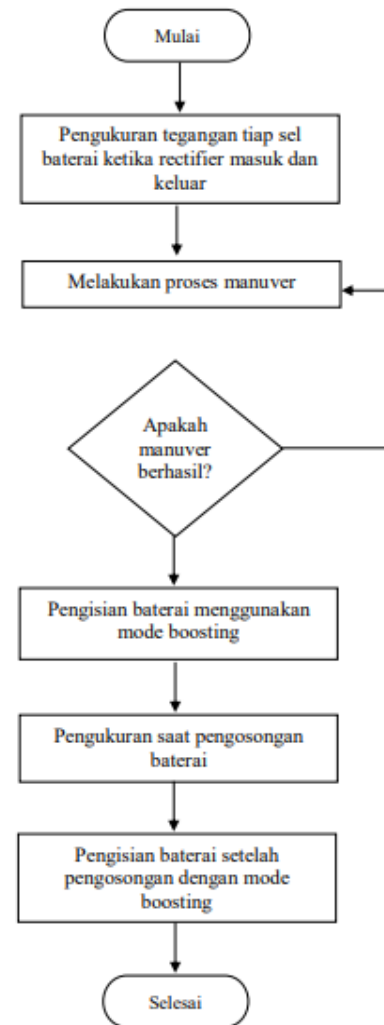 Mulai
Pengukuran tegangan tiap sel
baterai ketika rectifier masuk dan
keluar
Melakukan proses manuver
Apakah
manuver
berhasil?
Pengisian baterai menggunakan
mode boosting
Pengukuran saat pengosongan
baterai
Pengisian baterai setelah
pengosongan dengan mode
boosting
Selesai